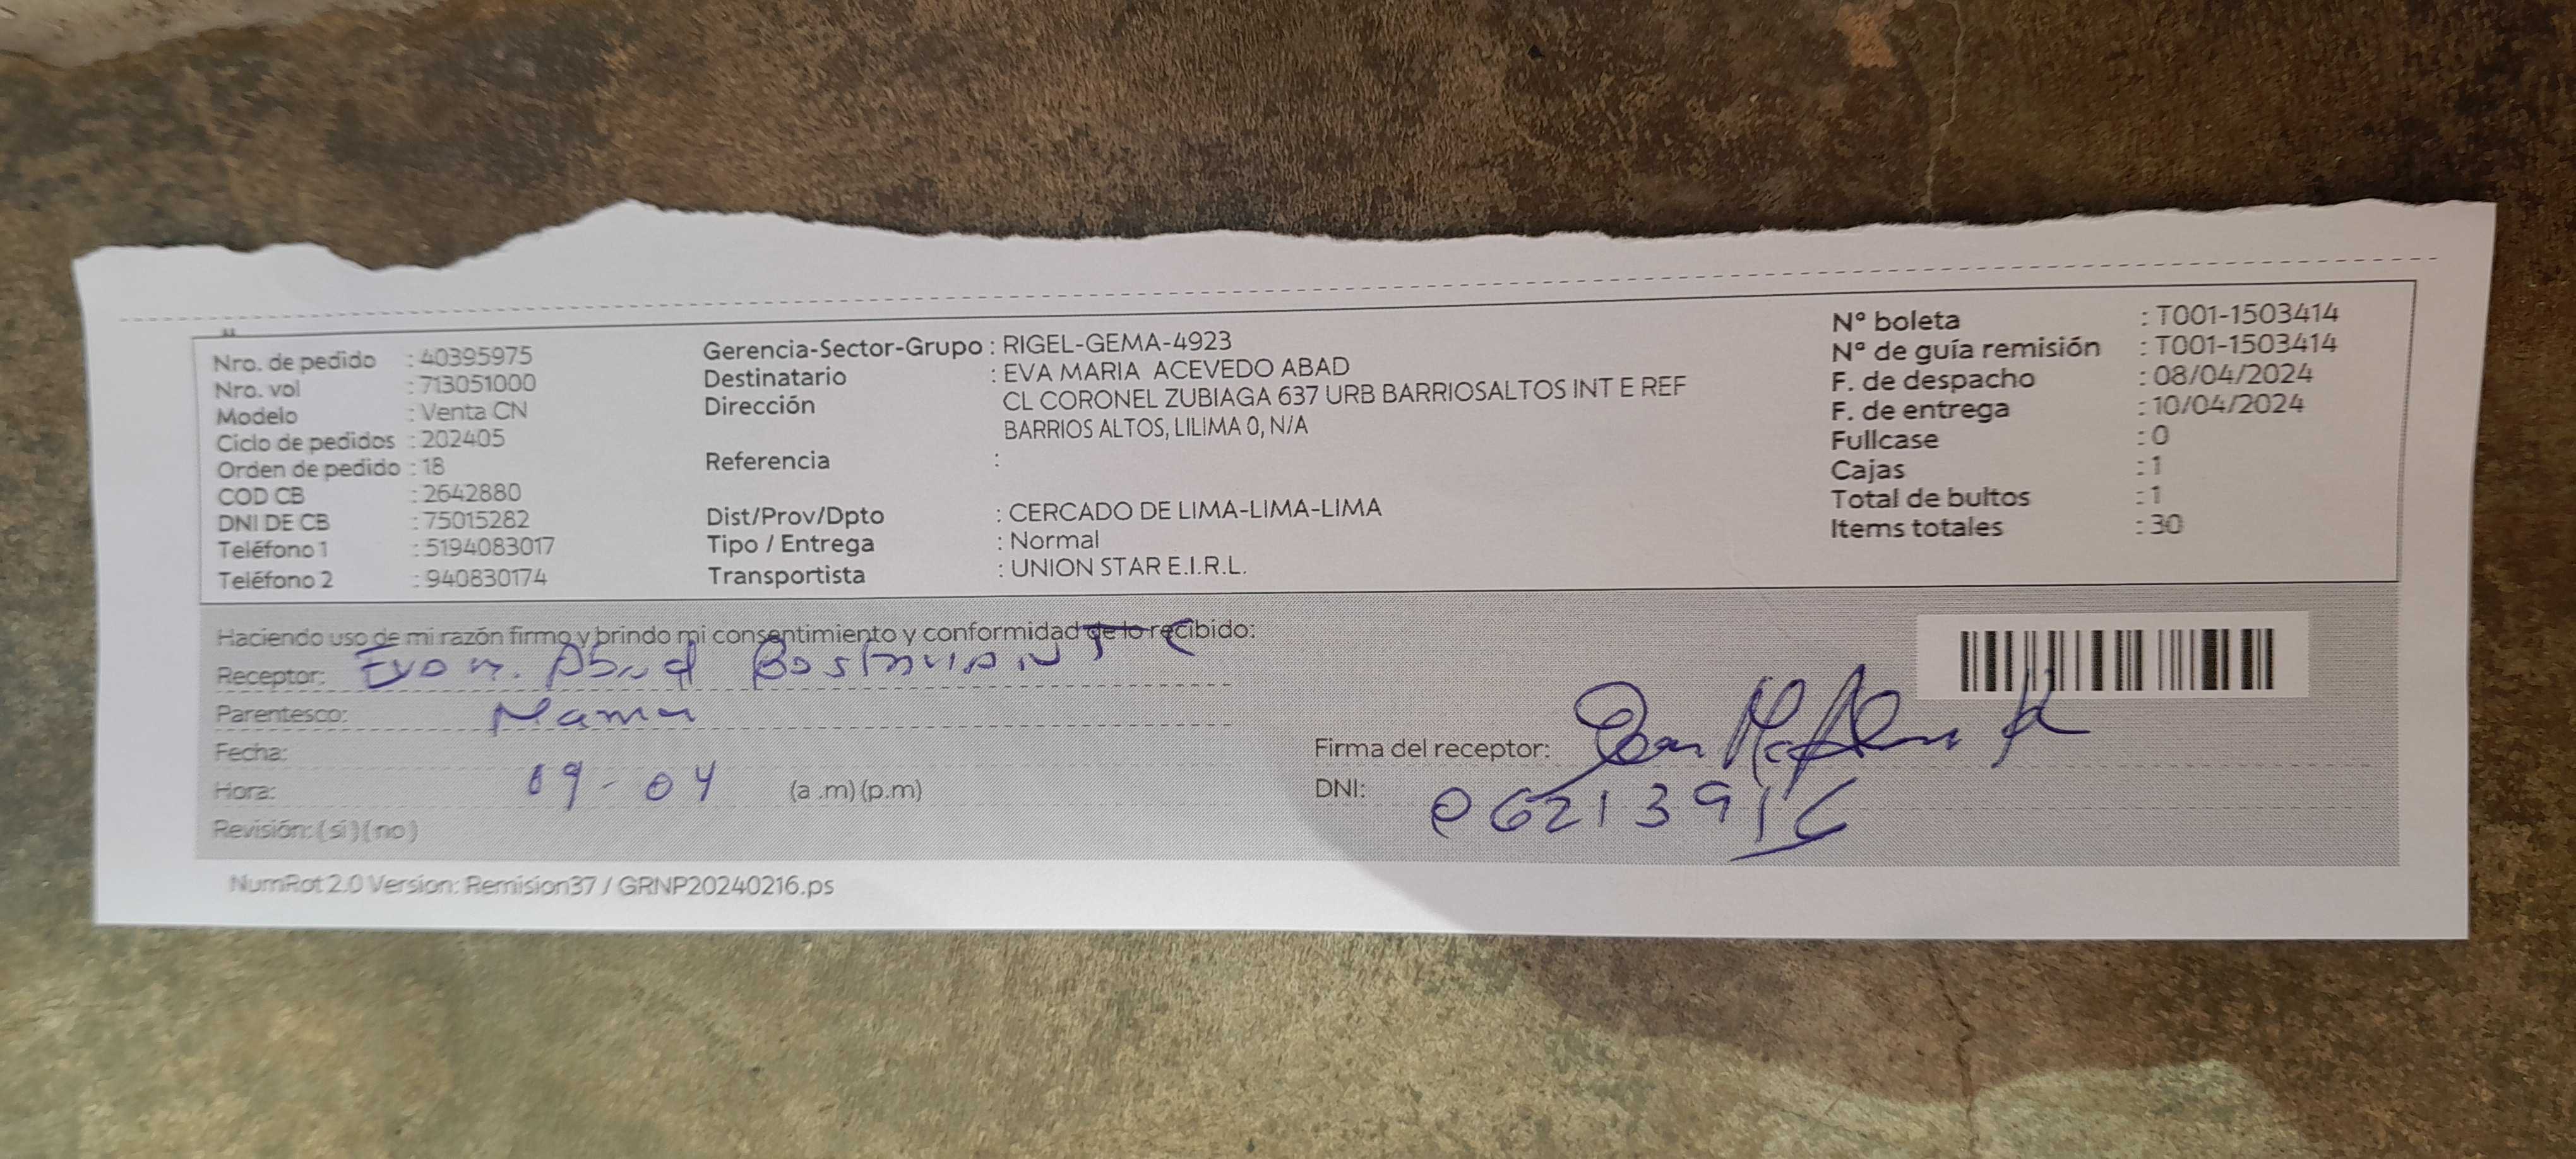 Nro. de pedido : 40395975
Nro. vol : 713051000
Modelo : Venta CN
Ciclo de pedidos : 202405
Orden de pedido : 18
COD CB : 2642880
DNI DE CB : 75015282
Teléfono 1 : 5194083017
Teléfono 2 : 940830174
Gerencia-Sector-Grupo : RIGEL-GEMA-4923
Destinatario : EVA MARIA ACEVEDO ABAD
Dirección CL CORONEL ZUBIAGA 637 URB BARRIOSALTOS INT E REF
BARRIOS ALTOS, LILIMA 0, N/A
Referencia :
Dist/Prov/Dpto : CERCADO DE LIMA-LIMA-LIMA
Tipo / Entrega : Normal
Transportista : UNION STAR E.I.R.L.
N° boleta : T001-1503414
N° de guía remisión : T001-1503414
F. de despacho : 08/04/2024
F. de entrega : 10/04/2024
Fullcase : 0
Cajas : 1
Total de bultos : 1
Items totales : 30
Haciendo uso de mi razón firmo y brindo mi consentimiento y conformidad de lo recibido:
Receptor: Abad
Parentesco: Mama
Fecha:
Hora: 09-04 (a .m) (p.m)
Revisión: ( si ) ( no )
Firma del receptor:
DNI: 06213916
NumRot 2.0 Version: Remision37 / GRNP20240216.ps